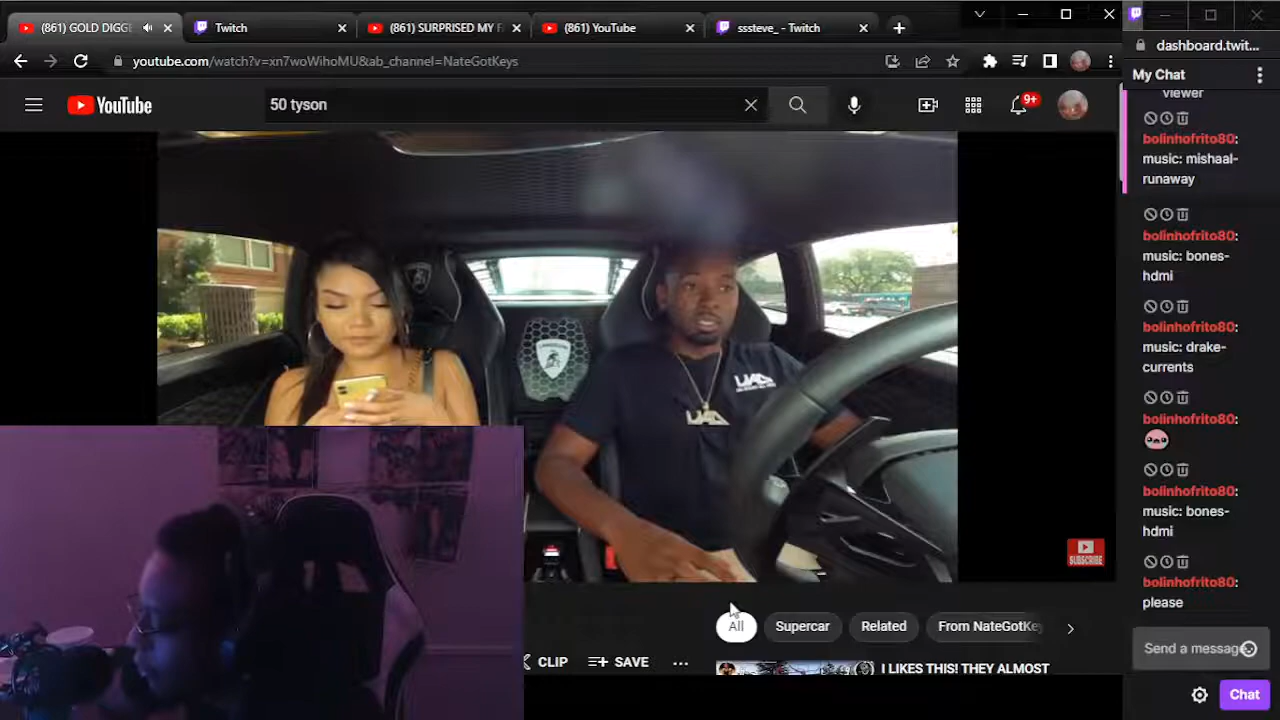 (861) GOLD DIGG
Twitch
(861) SURPRISED MY F
(861) YouTube
sssteve_ - Twitch
youtube.com/watch?v=xn7woWihoMU&ab_channel=NateGotKeys
dashboard.twit...
YouTube
50 tyson
9+
My Chat
viewer
bolinhofrito80:
music: mishaal-
runaway
bolinhofrito80:
music: bones-
hdmi
bolinhofrito80:
music: drake-
currents
bolinhofrito80:
bolinhofrito80:
music: bones-
hdmi
bolinhofrito80:
please
UAD
UAD
SUBSCRIBE
All
Supercar
Related
From NateGotKey
CLIP
SAVE
I LIKES THIS! THEY ALMOST
Send a message
Chat